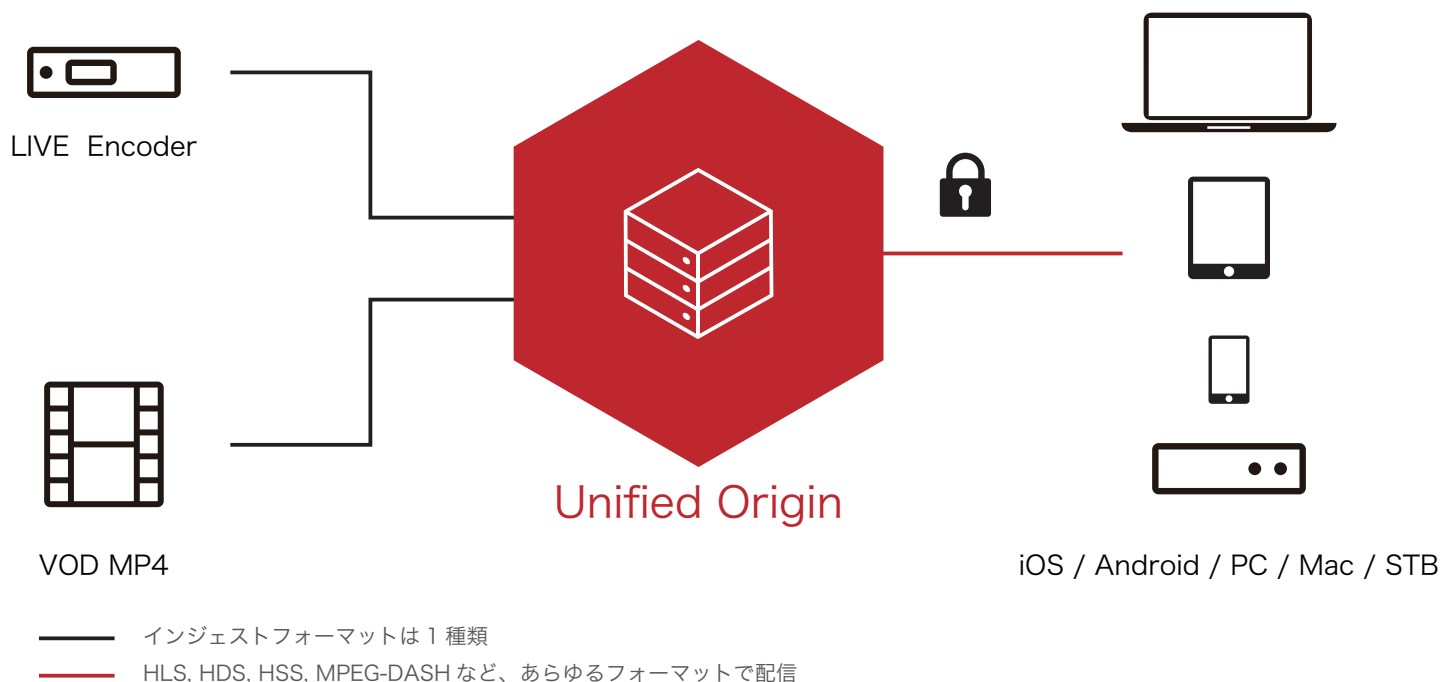 LIVE Encoder
Unified Origin
VOD MP4
iOS / Android / PC / Mac / STB
インジェストフォーマットは 1 種類
HLS, HDS, HSS, MPEG-DASH など、あらゆるフォーマットで配信